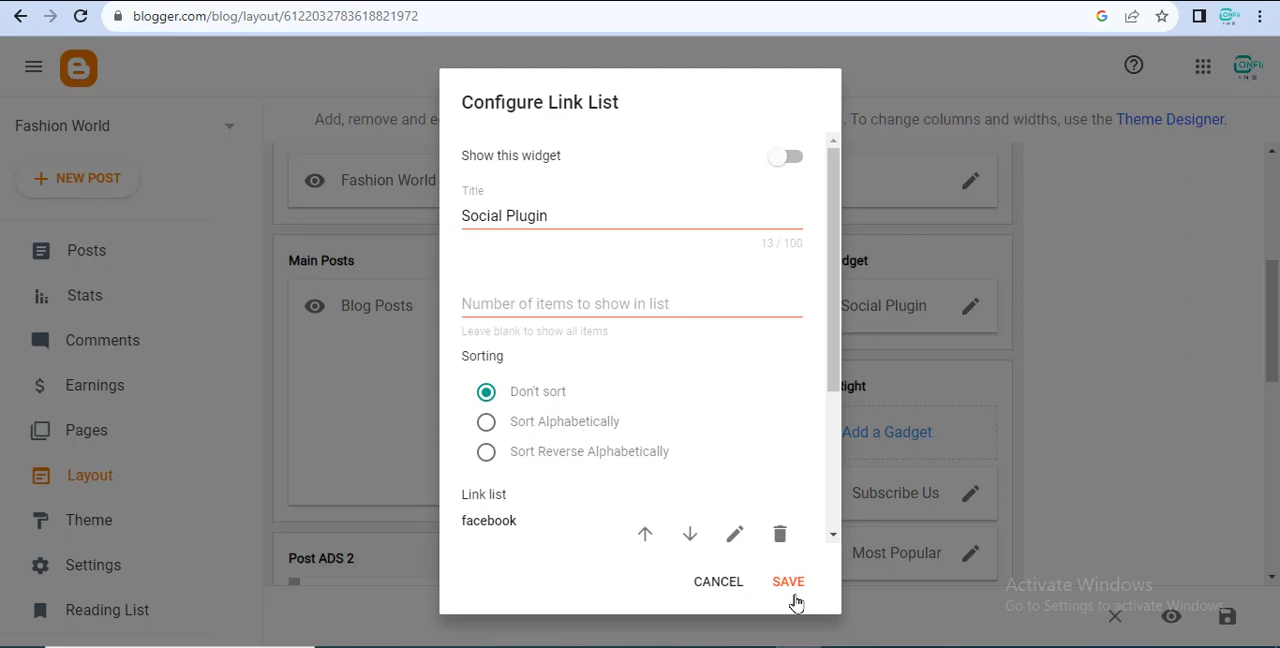 blogger.com/blog/layout/6122032783618821972
Configure Link List
Fashion World
Add, remove and e
. To change columns and widths, use the Theme Designer.
Show this widget
NEW POST
Fashion World
Title
Social Plugin
13 / 100
Posts
Main Posts
dget
Stats
Blog Posts
Number of items to show in list
Social Plugin
Leave blank to show all items
Comments
Sorting
Earnings
Don't sort
Right
Sort Alphabetically
Add a Gadget
Pages
Sort Reverse Alphabetically
Layout
Link list
Subscribe Us
Theme
facebook
Post ADS 2
Most Popular
Settings
CANCEL
SAVE
Activate Windows
Go to Settings to activate Windows.
Reading List